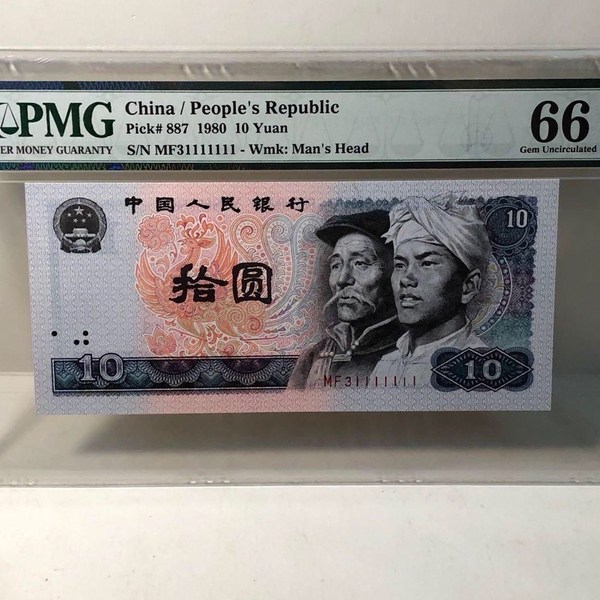 PMG
ER MONEY GUARANTY
China / People's Republic
Pick# 887 1980 10 Yuan
S/N MF31111111 - Wmk: Man's Head
66
Gem Uncirculated
中国人民银行
10
拾圆
10
MF31111111
10